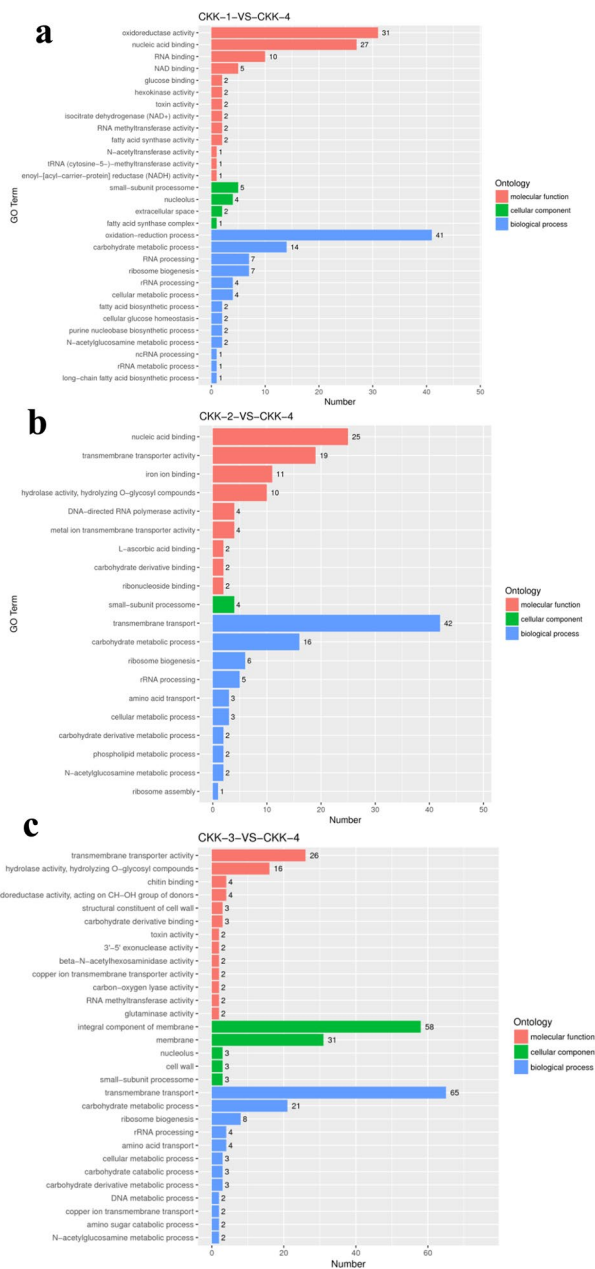 a
CKK-1-VS-CKK-4
oxidoreductase activity 31
nucleic acid binding 27
RNA binding 10
NAD binding 5
glucose binding 2
hexokinase activity 2
toxin activity 2
isocitrate dehydrogenase (NAD+) activity 2
RNA methyltransferase activity 2
fatty acid synthase activity 2
N-acetyltransferase activity 1
tRNA (cytosine-5-)-methyltransferase activity 1
enoyl-[acyl-carrier-protein] reductase (NADH) activity 1
small-subunit processome 5
nucleolus 4
extracellular space 2
fatty acid synthase complex 1
oxidation-reduction process 41
carbohydrate metabolic process 14
RNA processing 7
ribosome biogenesis 7
rRNA processing 4
cellular metabolic process 4
fatty acid biosynthetic process 2
cellular glucose homeostasis 2
purine nucleobase biosynthetic process 2
N-acetylglucosamine metabolic process 2
ncRNA processing 1
rRNA metabolic process 1
long-chain fatty acid biosynthetic process 1
0 10 20 30 40 50
Number
GO Term
Ontology
molecular function
cellular component
biological process
b
CKK-2-VS-CKK-4
nucleic acid binding 25
transmembrane transporter activity 19
iron ion binding 11
hydrolase activity, hydrolyzing O-glycosyl compounds 10
DNA-directed RNA polymerase activity 4
metal ion transmembrane transporter activity 4
L-ascorbic acid binding 2
carbohydrate derivative binding 2
ribonucleoside binding 2
small-subunit processome 4
transmembrane transport 42
carbohydrate metabolic process 16
ribosome biogenesis 6
rRNA processing 5
amino acid transport 3
cellular metabolic process 3
carbohydrate derivative metabolic process 2
phospholipid metabolic process 2
N-acetylglucosamine metabolic process 2
ribosome assembly 1
0 10 20 30 40 50
Number
GO Term
Ontology
molecular function
cellular component
biological process
c
CKK-3-VS-CKK-4
transmembrane transporter activity 26
hydrolase activity, hydrolyzing O-glycosyl compounds 16
chitin binding 4
doreductase activity, acting on CH-OH group of donors 4
structural constituent of cell wall 3
carbohydrate derivative binding 3
toxin activity 2
3'-5' exonuclease activity 2
beta-N-acetylhexosaminidase activity 2
copper ion transmembrane transporter activity 2
carbon-oxygen lyase activity 2
RNA methyltransferase activity 2
glutaminase activity 2
integral component of membrane 58
membrane 31
nucleolus 3
cell wall 3
small-subunit processome 3
transmembrane transport 65
carbohydrate metabolic process 21
ribosome biogenesis 8
rRNA processing 4
amino acid transport 4
cellular metabolic process 3
carbohydrate catabolic process 3
carbohydrate derivative metabolic process 3
DNA metabolic process 2
copper ion transmembrane transport 2
amino sugar catabolic process 2
N-acetylglucosamine metabolic process 2
0 20 40 60
Number
Ontology
molecular function
cellular component
biological process